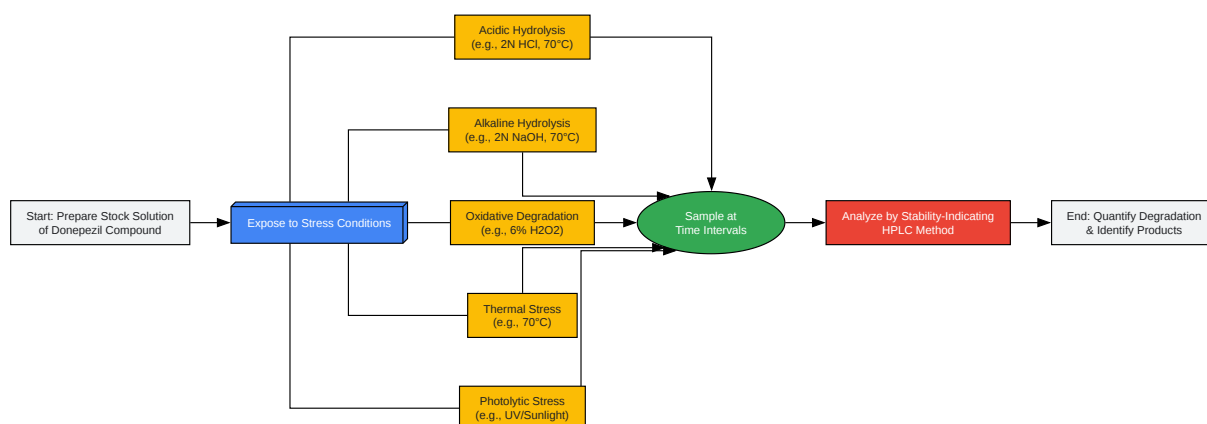 Start: Prepare Stock Solution
of Donepezil Compound
Expose to Stress Conditions
Acidic Hydrolysis
(e.g., 2N HCl, 70°C)
Alkaline Hydrolysis
(e.g., 2N NaOH, 70°C)
Oxidative Degradation
(e.g., 6% H2O2)
Thermal Stress
(e.g., 70°C)
Photolytic Stress
(e.g., UV/Sunlight)
Sample at
Time Intervals
Analyze by Stability-Indicating
HPLC Method
End: Quantify Degradation
& Identify Products